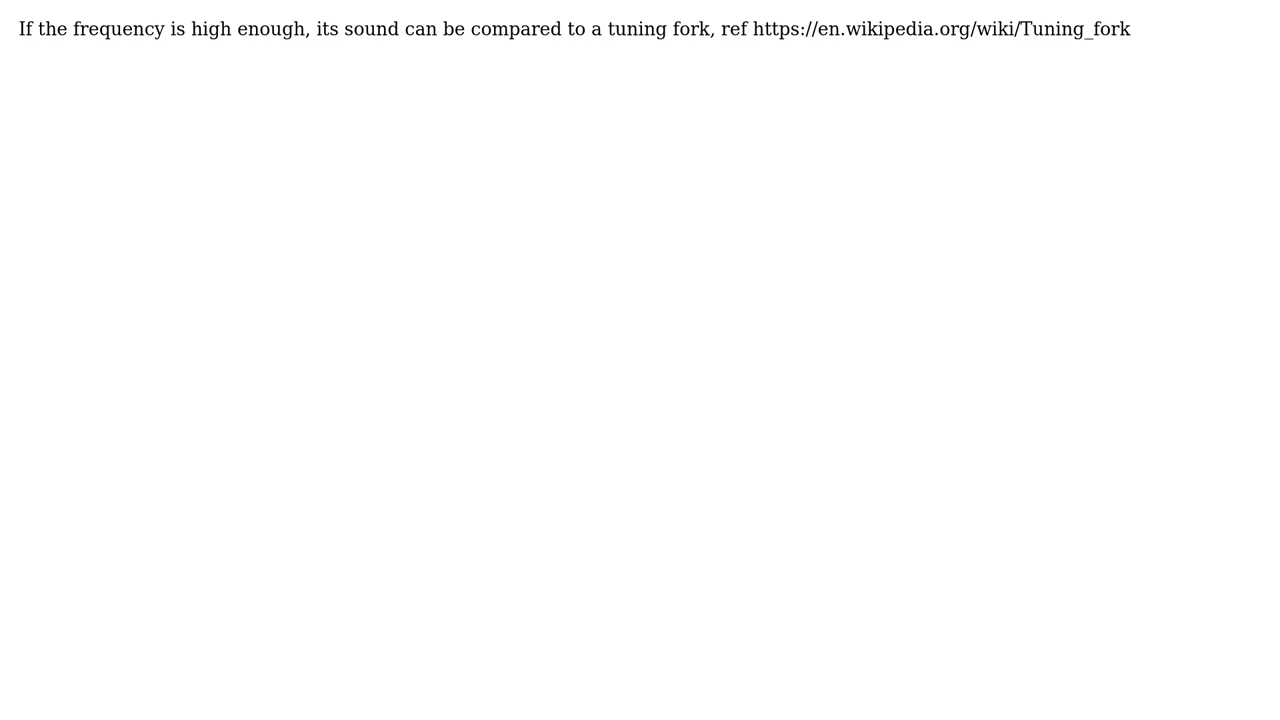 If the frequency is high enough, its sound can be compared to a tuning fork, ref https://en.wikipedia.org/wiki/Tuning_fork